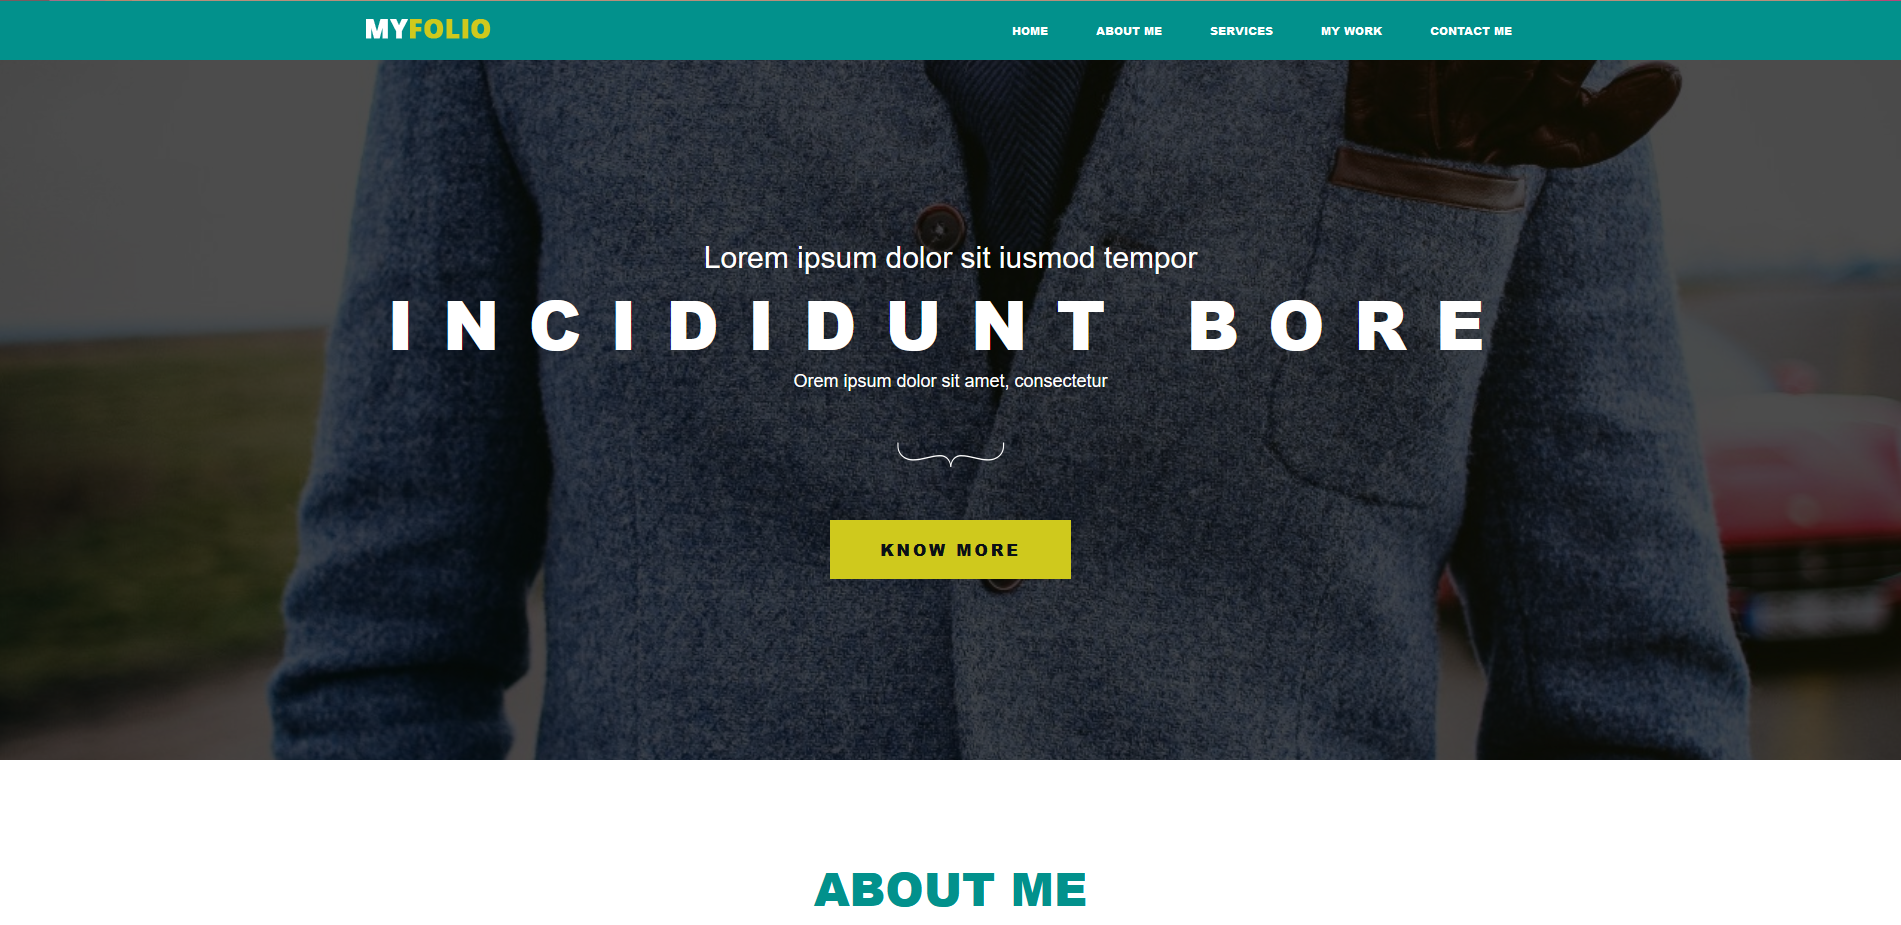 MYFOLIO
HOME ABOUT ME SERVICES MY WORK CONTACT ME
Lorem ipsum dolor sit iusmod tempor
INCIDIDUNT BORE
Orem ipsum dolor sit amet, consectetur
KNOW MORE
ABOUT ME